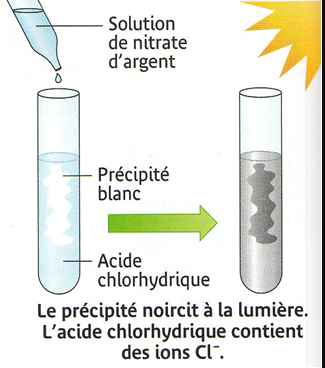 Solution
de nitrate
d'argent
Précipité
blanc
Acide
chlorhydrique
Le précipité noircit à la lumière.
L'acide chlorhydrique contient
des ions Cl⁻.